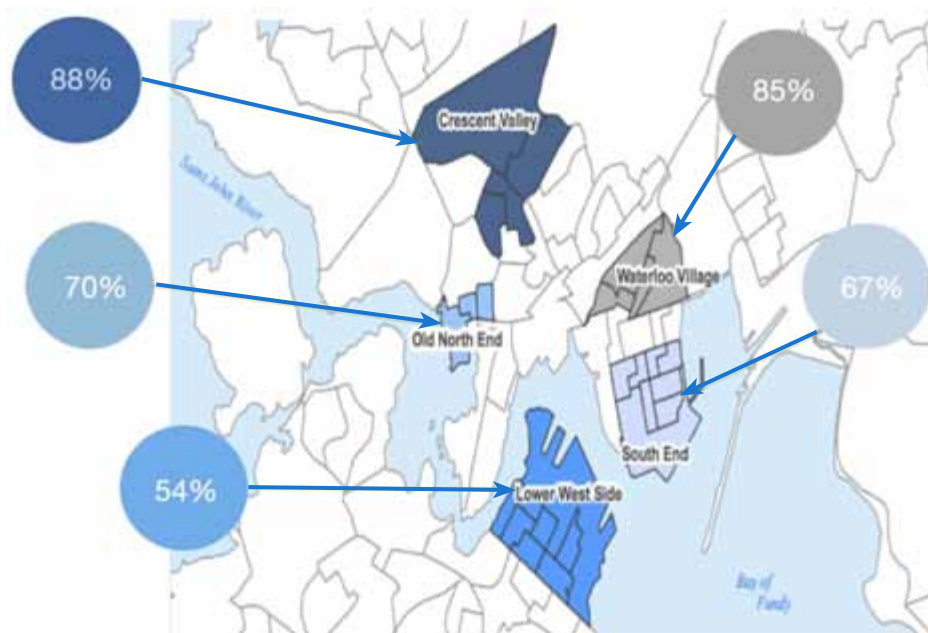 88%
85%
Crescent Valley
Saint John River
Waterloo Village
70%
67%
Old North End
South End
54%
Lower West Side
Bay of
Fundy